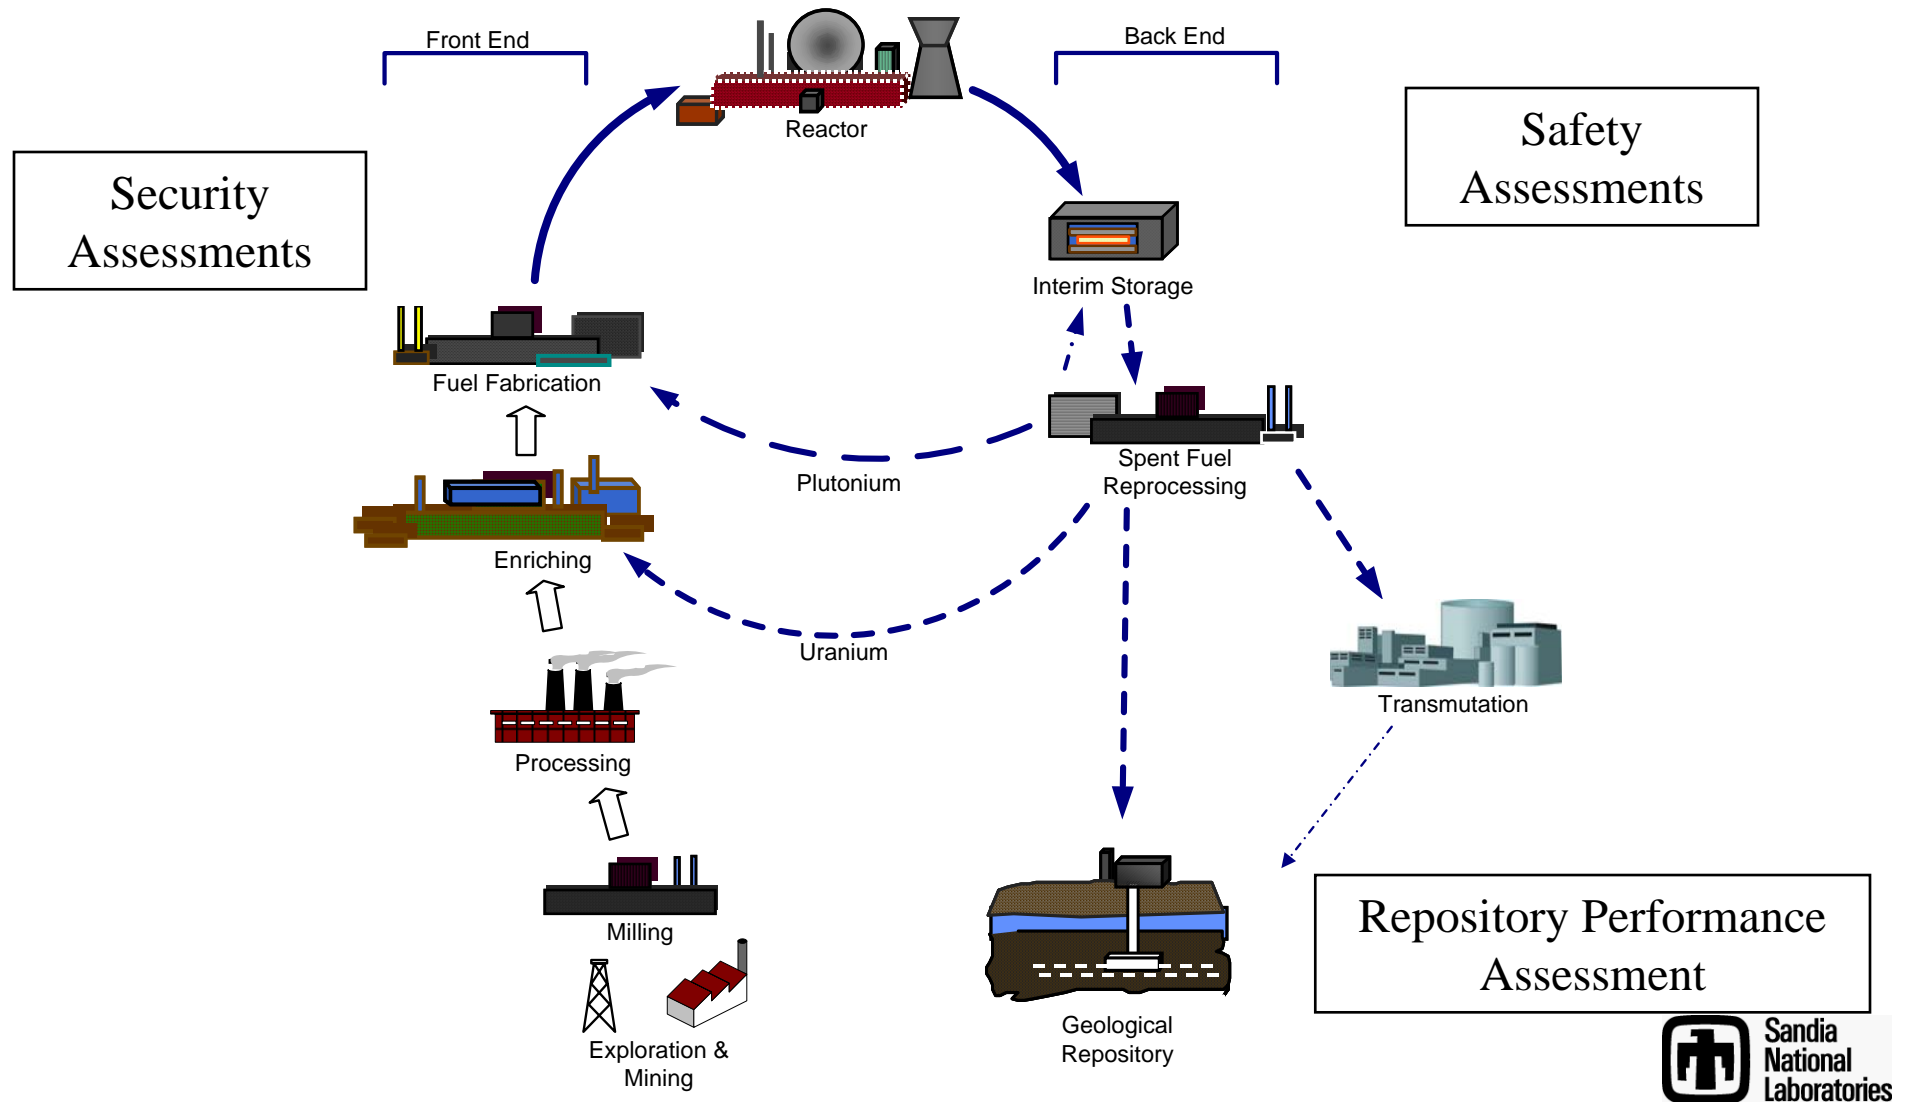 Front End
Back End
Reactor
Safety
Assessments
Security
Assessments
Interim Storage
Fuel Fabrication
Plutonium
Spent Fuel
Reprocessing
Enriching
Uranium
Transmutation
Processing
Milling
Repository Performance
Assessment
Geological
Repository
Exploration &
Mining
Sandia
National
Laboratories